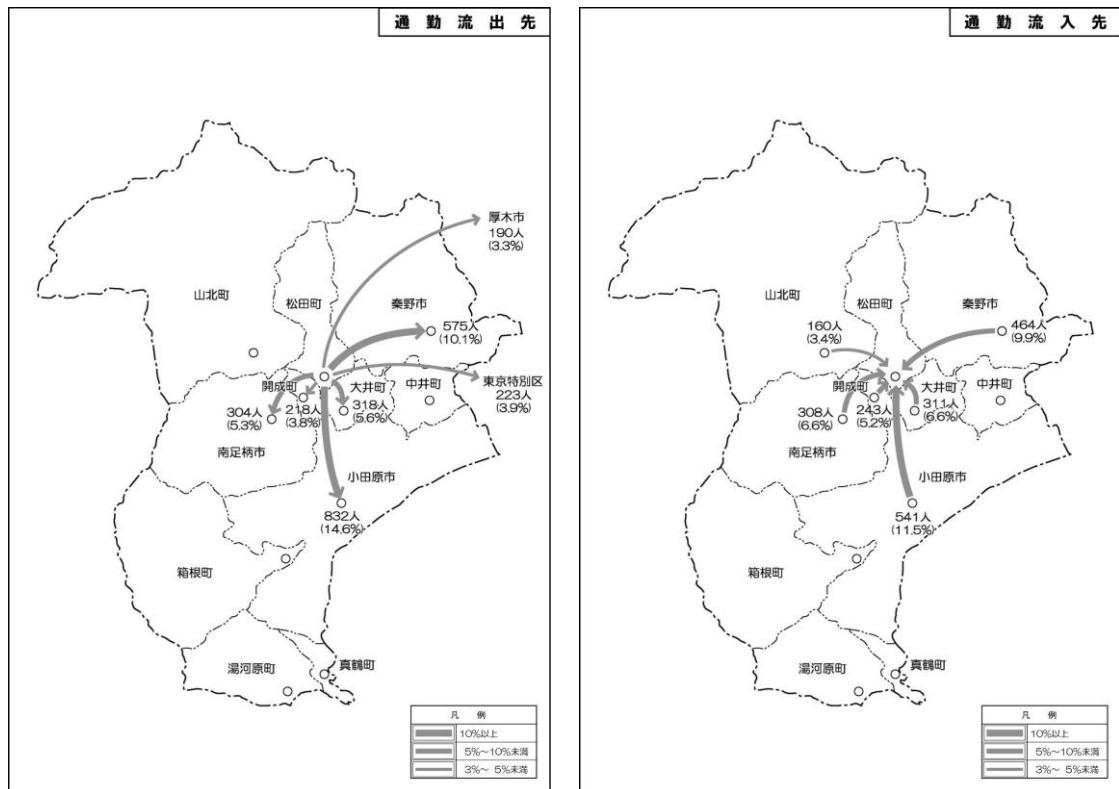 通勤流出先
厚木市
190人
(3.3%)
山北町
松田町
秦野市
575人
(10.1%)
開成町
大井町
中井町
東京特別区
223人
(3.9%)
304人
(5.3%)
218人
(3.8%)
318人
(5.6%)
南足柄市
小田原市
832人
(14.6%)
箱根町
湯河原町
真鶴町
凡例
10%以上
5%～10%未満
3%～ 5%未満
通勤流入先
山北町
松田町
秦野市
160人
(3.4%)
464人
(9.9%)
開成町
大井町
中井町
308人
(6.6%)
243人
(5.2%)
311人
(6.6%)
南足柄市
小田原市
541人
(11.5%)
箱根町
湯河原町
真鶴町
凡例
10%以上
5%～10%未満
3%～ 5%未満